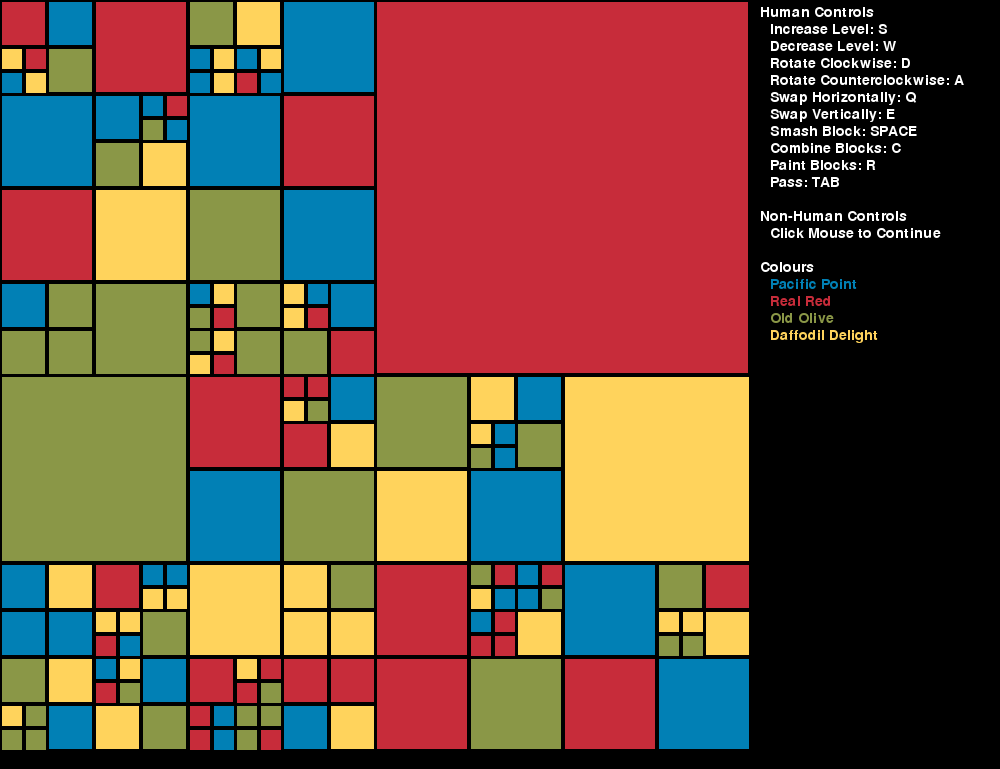 Human Controls
Increase Level: S
Decrease Level: W
Rotate Clockwise: D
Rotate Counterclockwise: A
Swap Horizontally: Q
Swap Vertically: E
Smash Block: SPACE
Combine Blocks: C
Paint Blocks: R
Pass: TAB
Non-Human Controls
Click Mouse to Continue
Colours
Pacific Point
Real Red
Old Olive
Daffodil Delight